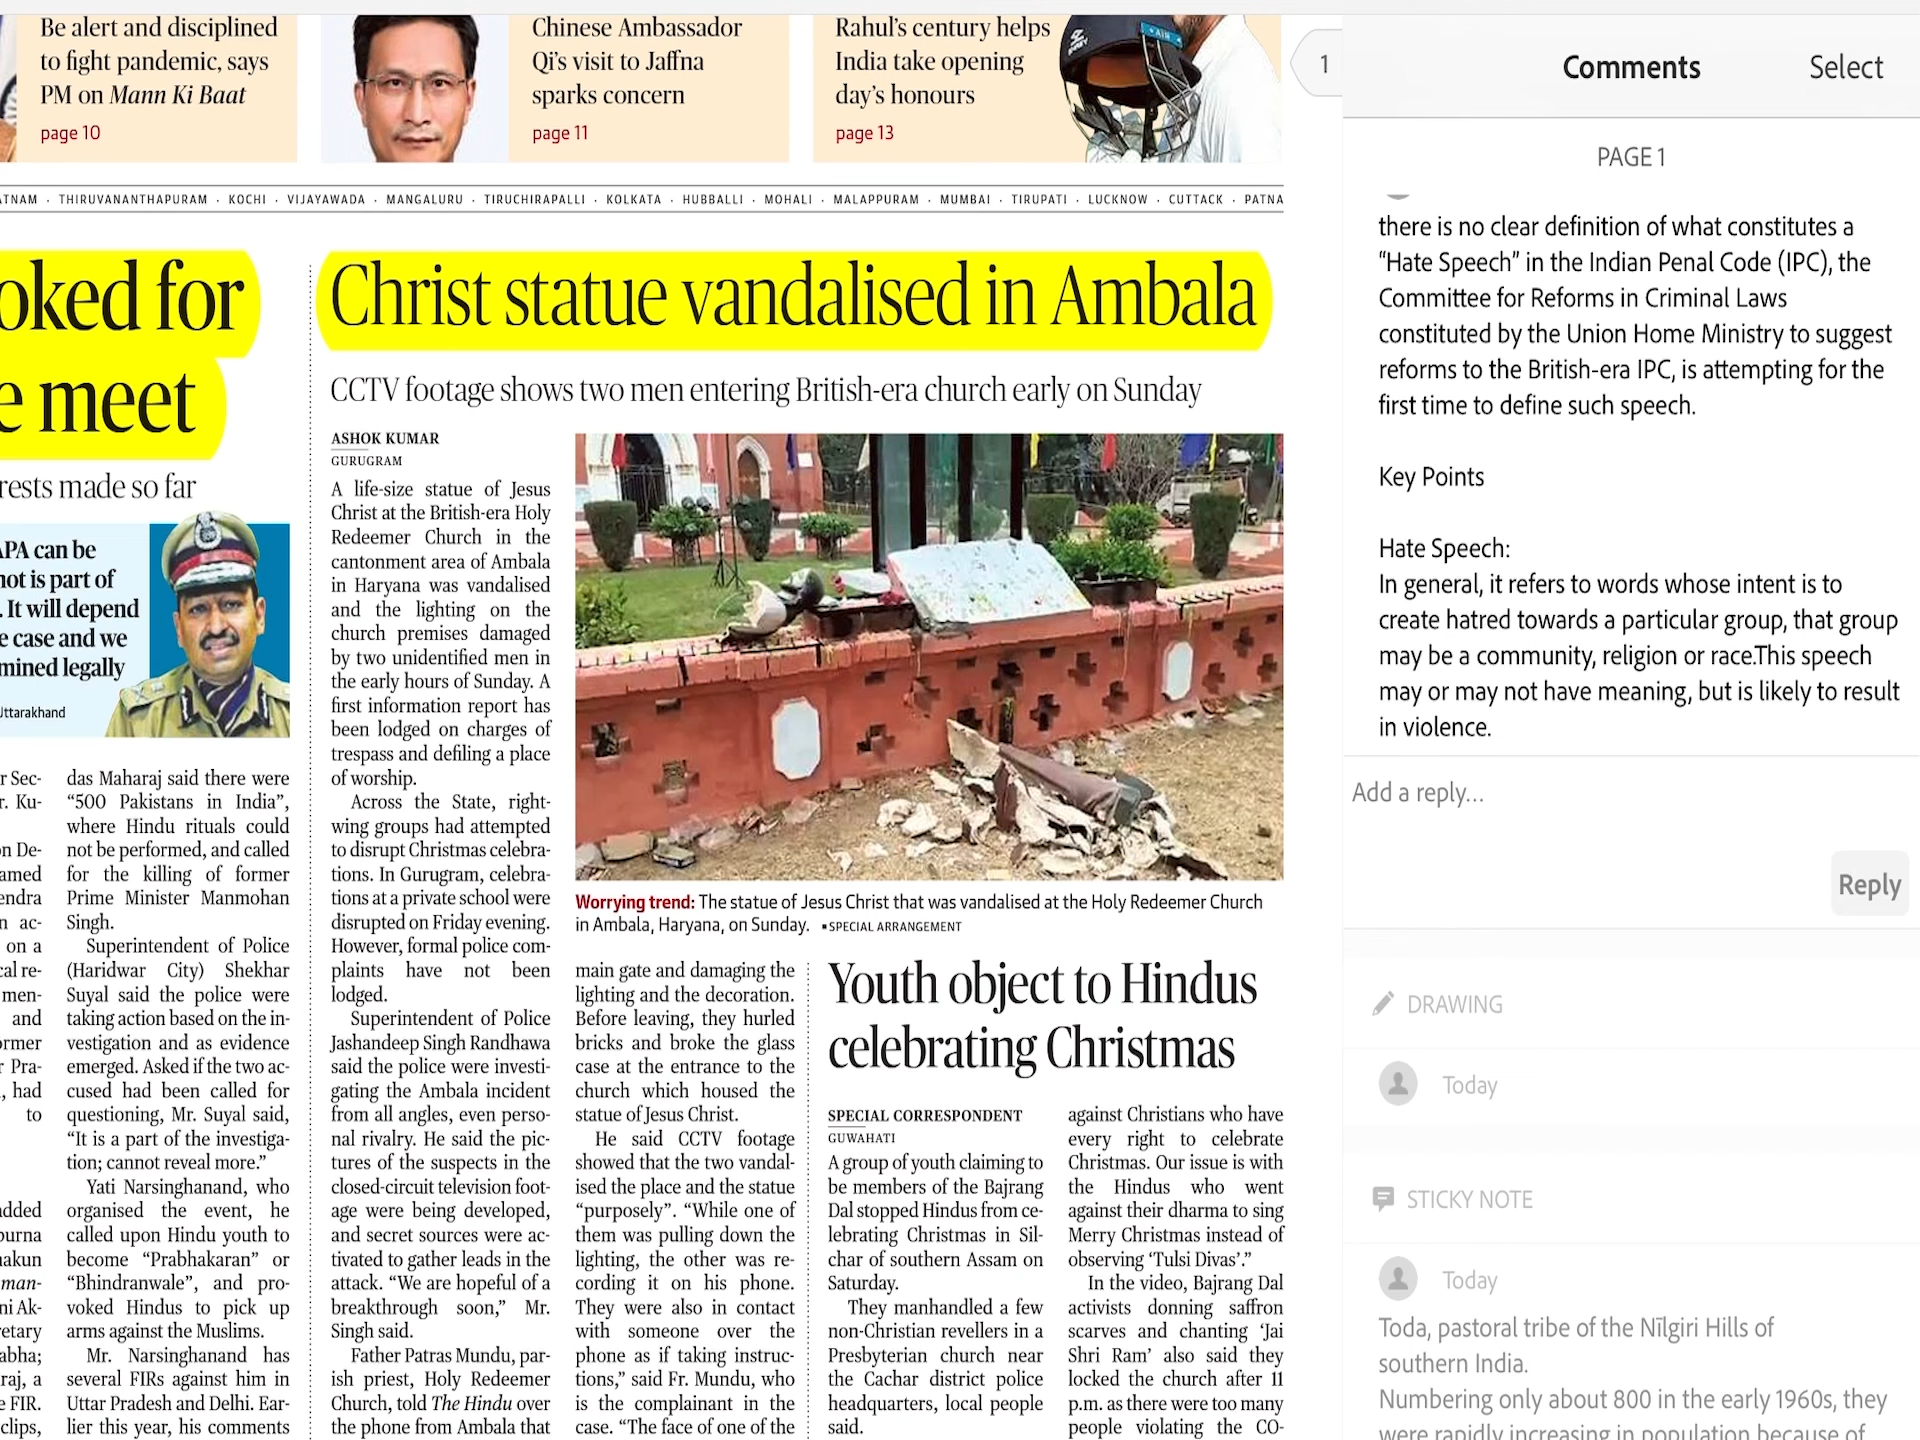 Be alert and disciplined
to fight pandemic, says
PM on Mann Ki Baat
page 10
Chinese Ambassador
Qi's visit to Jaffna
sparks concern
page 11
Rahul's century helps
India take opening
day's honours
page 13
THIRUVANANTHAPURAM · KOCHI · VIJAYAWADA · MANGALURU · TIRUCHIRAPALLI · KOLKATA · HUBBALLI · MOHALI · MALAPPURAM · MUMBAI · TIRUPATI · LUCKNOW · CUTTACK · PATNA
oked for
e meet
rests made so far
APA can be
not is part of
. It will depend
e case and we
mined legally
Uttarakhand
r Sec-
r. Ku-
on De-
amed
endra
n ac-
on a
cal re-
men-
and
ormer
r Pra-
, had
to
added
purna
nakun
man-
ni Ak-
retary
abha;
raj, a
e FIR.
clips,
das Maharaj said there were
“500 Pakistans in India”,
where Hindu rituals could
not be performed, and called
for the killing of former
Prime Minister Manmohan
Singh.
Superintendent of Police
(Haridwar City) Shekhar
Suyal said the police were
taking action based on the in-
vestigation and as evidence
emerged. Asked if the two ac-
cused had been called for
questioning, Mr. Suyal said,
“It is a part of the investiga-
tion; cannot reveal more.”
Yati Narsinghanand, who
organised the event, he
called upon Hindu youth to
become “Prabhakaran” or
“Bhindranwale”, and pro-
voked Hindus to pick up
arms against the Muslims.
Mr. Narsinghanand has
several FIRs against him in
Uttar Pradesh and Delhi. Ear-
lier this year, his comments
Christ statue vandalised in Ambala
CCTV footage shows two men entering British-era church early on Sunday
ASHOK KUMAR
GURUGRAM
A life-size statue of Jesus
Christ at the British-era Holy
Redeemer Church in the
cantonment area of Ambala
in Haryana was vandalised
and the lighting on the
church premises damaged
by two unidentified men in
the early hours of Sunday. A
first information report has
been lodged on charges of
trespass and defiling a place
of worship.
Across the State, right-
wing groups had attempted
to disrupt Christmas celebra-
tions. In Gurugram, celebra-
tions at a private school were
disrupted on Friday evening.
However, formal police com-
plaints have not been
lodged.
Superintendent of Police
Jashandeep Singh Randhawa
said the police were investi-
gating the Ambala incident
from all angles, even perso-
nal rivalry. He said the pic-
tures of the suspects in the
closed-circuit television foot-
age were being developed,
and secret sources were ac-
tivated to gather leads in the
attack. “We are hopeful of a
breakthrough soon,” Mr.
Singh said.
Father Patras Mundu, par-
ish priest, Holy Redeemer
Church, told The Hindu over
the phone from Ambala that
Worrying trend: The statue of Jesus Christ that was vandalised at the Holy Redeemer Church
in Ambala, Haryana, on Sunday. ▪SPECIAL ARRANGEMENT
main gate and damaging the
lighting and the decoration.
Before leaving, they hurled
bricks and broke the glass
case at the entrance to the
church which housed the
statue of Jesus Christ.
He said CCTV footage
showed that the two vandal-
ised the place and the statue
“purposely”. “While one of
them was pulling down the
lighting, the other was re-
cording it on his phone.
They were also in contact
with someone over the
phone as if taking instruc-
tions,” said Fr. Mundu, who
is the complainant in the
case. “The face of one of the
Youth object to Hindus
celebrating Christmas
SPECIAL CORRESPONDENT
GUWAHATI
A group of youth claiming to
be members of the Bajrang
Dal stopped Hindus from ce-
lebrating Christmas in Sil-
char of southern Assam on
Saturday.
They manhandled a few
non-Christian revellers in a
Presbyterian church near
the Cachar district police
headquarters, local people
said.
against Christians who have
every right to celebrate
Christmas. Our issue is with
the Hindus who went
against their dharma to sing
Merry Christmas instead of
observing ‘Tulsi Divas’.”
In the video, Bajrang Dal
activists donning saffron
scarves and chanting ‘Jai
Shri Ram’ also said they
locked the church after 11
p.m. as there were too many
people violating the CO-
1
Comments
Select
PAGE 1
there is no clear definition of what constitutes a
“Hate Speech” in the Indian Penal Code (IPC), the
Committee for Reforms in Criminal Laws
constituted by the Union Home Ministry to suggest
reforms to the British-era IPC, is attempting for the
first time to define such speech.
Key Points
Hate Speech:
In general, it refers to words whose intent is to
create hatred towards a particular group, that group
may be a community, religion or race.This speech
may or may not have meaning, but is likely to result
in violence.
Add a reply...
Reply
DRAWING
Today
STICKY NOTE
Today
Toda, pastoral tribe of the Nīlgiri Hills of
southern India.
Numbering only about 800 in the early 1960s, they
were rapidly increasing in population because of